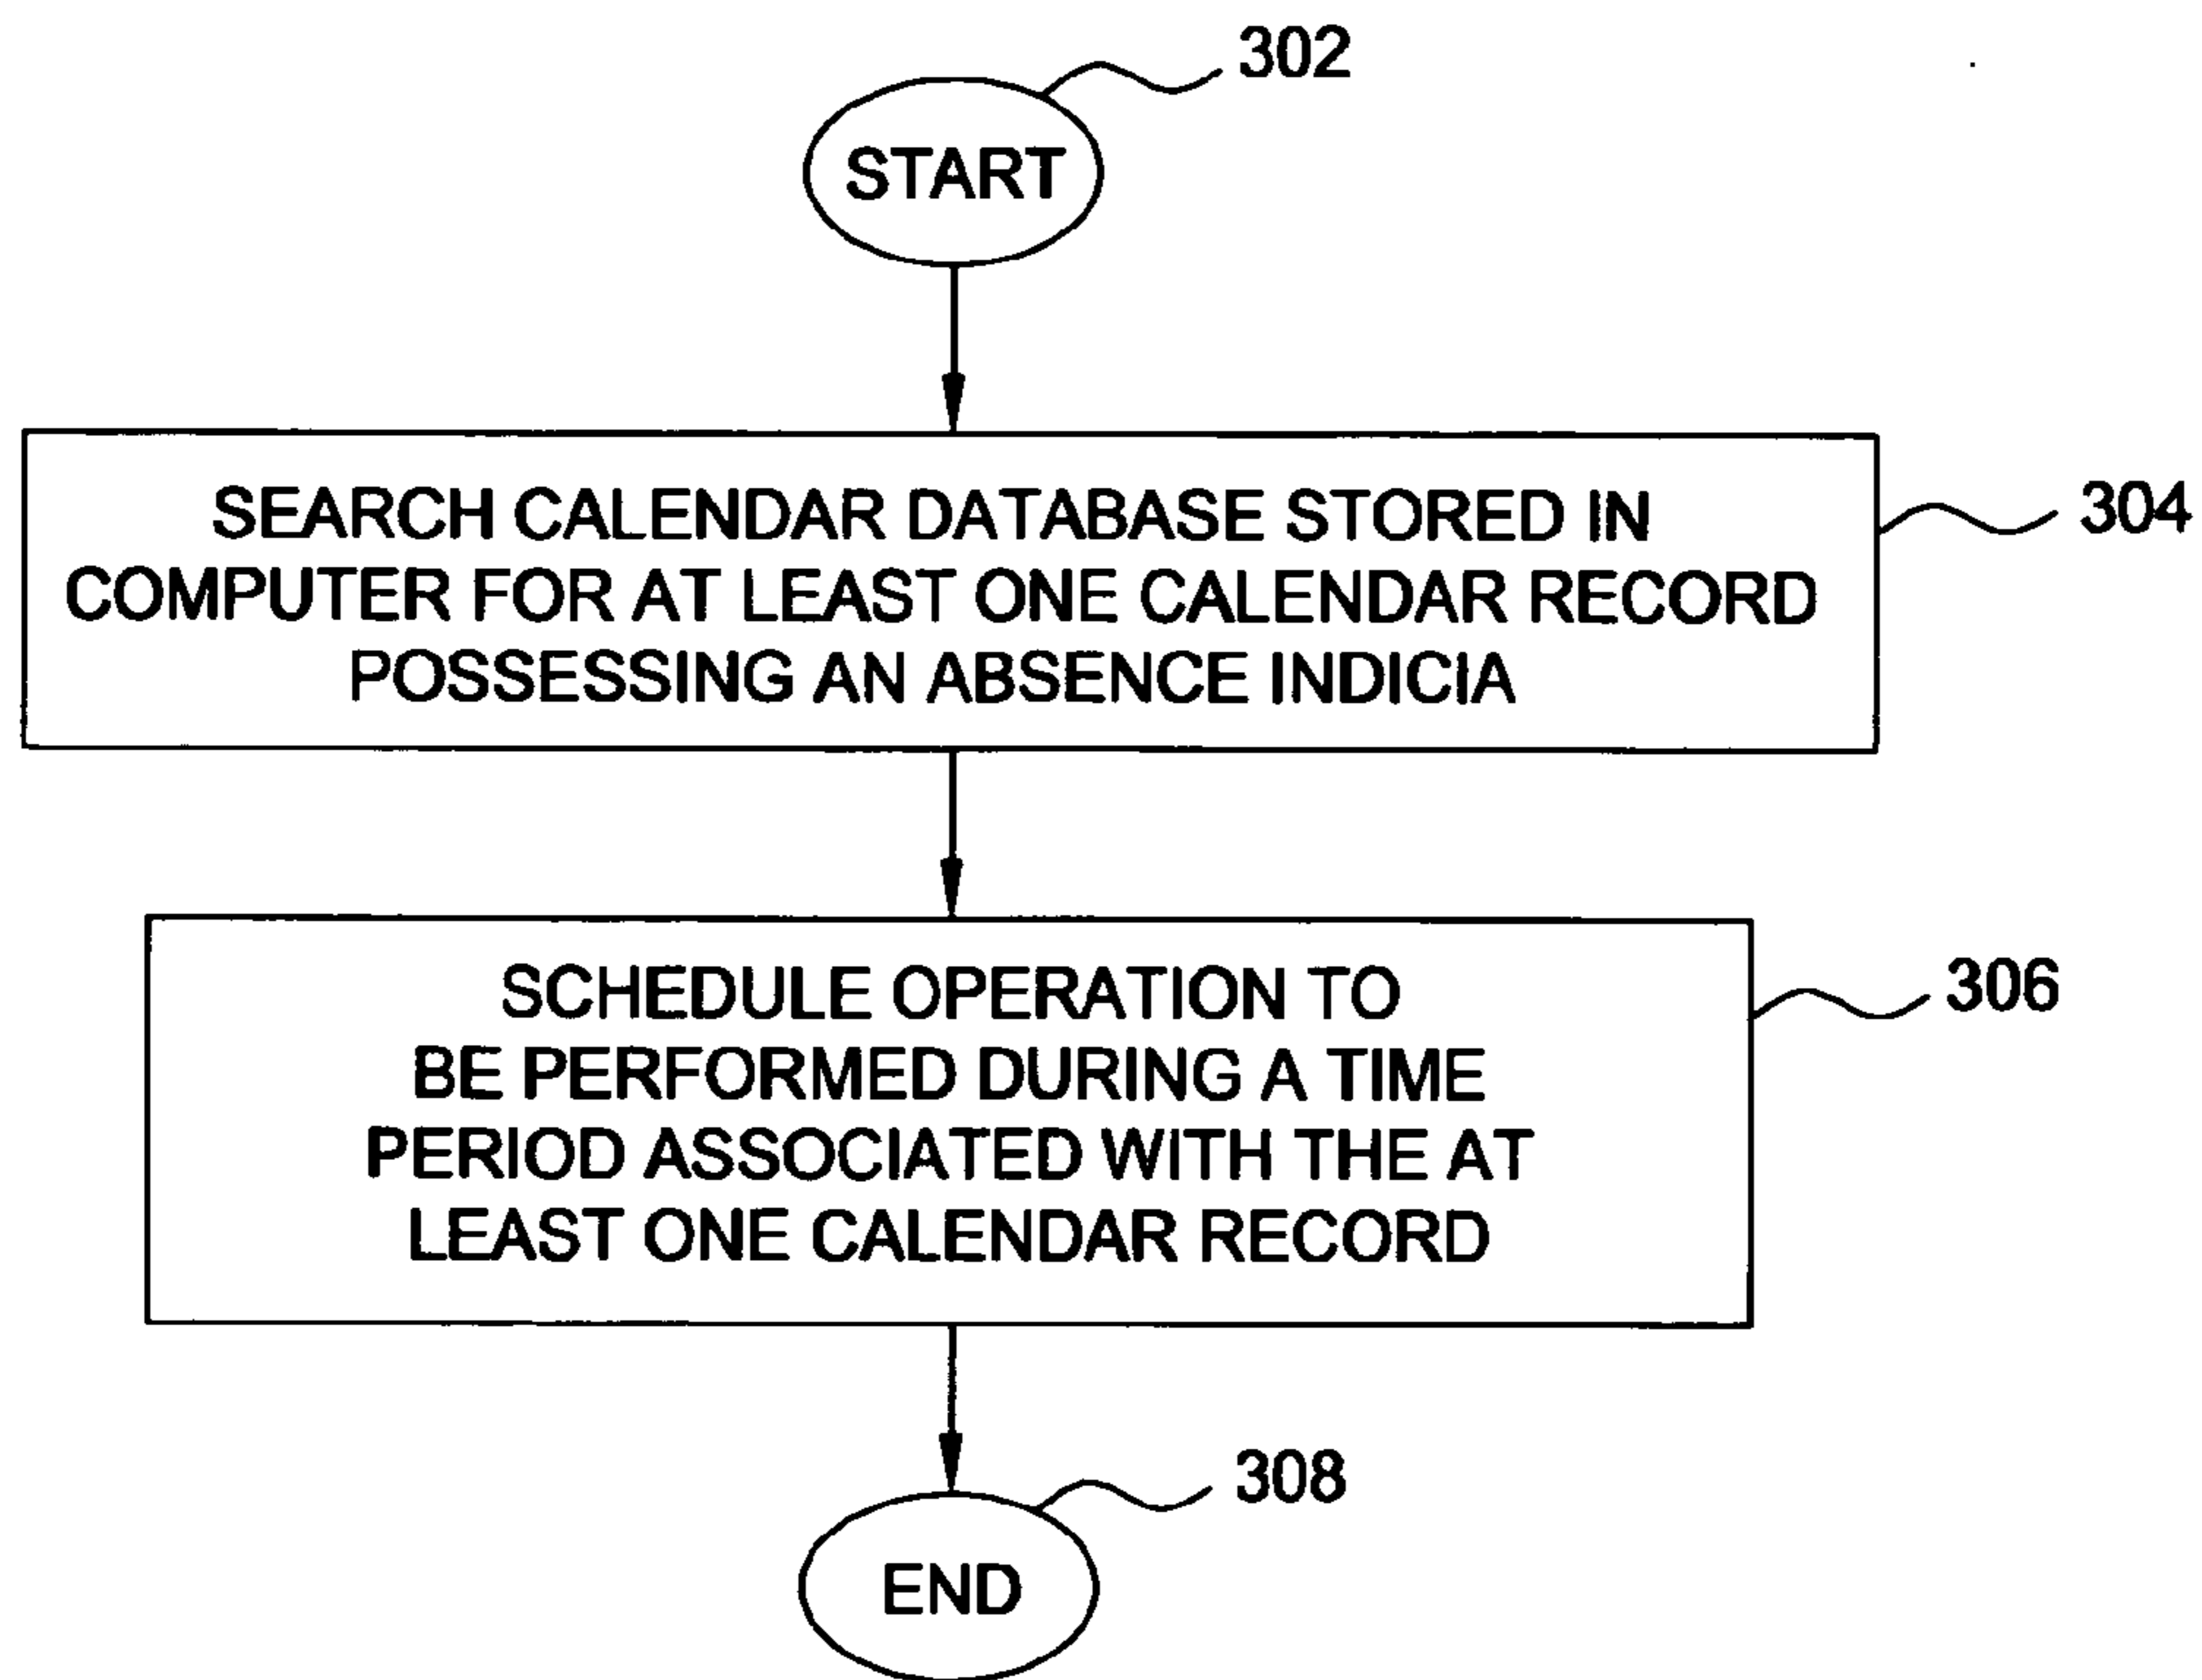 302
START
SEARCH CALENDAR DATABASE STORED IN
COMPUTER FOR AT LEAST ONE CALENDAR RECORD
POSSESSING AN ABSENCE INDICIA
304
SCHEDULE OPERATION TO
BE PERFORMED DURING A TIME
PERIOD ASSOCIATED WITH THE AT
LEAST ONE CALENDAR RECORD
306
308
END